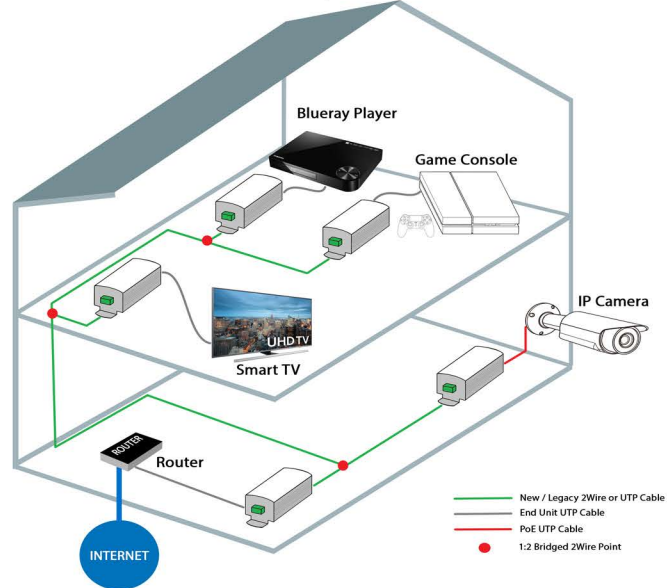 Blueray Player
Game Console
IP Camera
UHDTV
Smart TV
ROUTER
Router
INTERNET
New / Legacy 2Wire or UTP Cable
End Unit UTP Cable
PoE UTP Cable
1:2 Bridged 2Wire Point